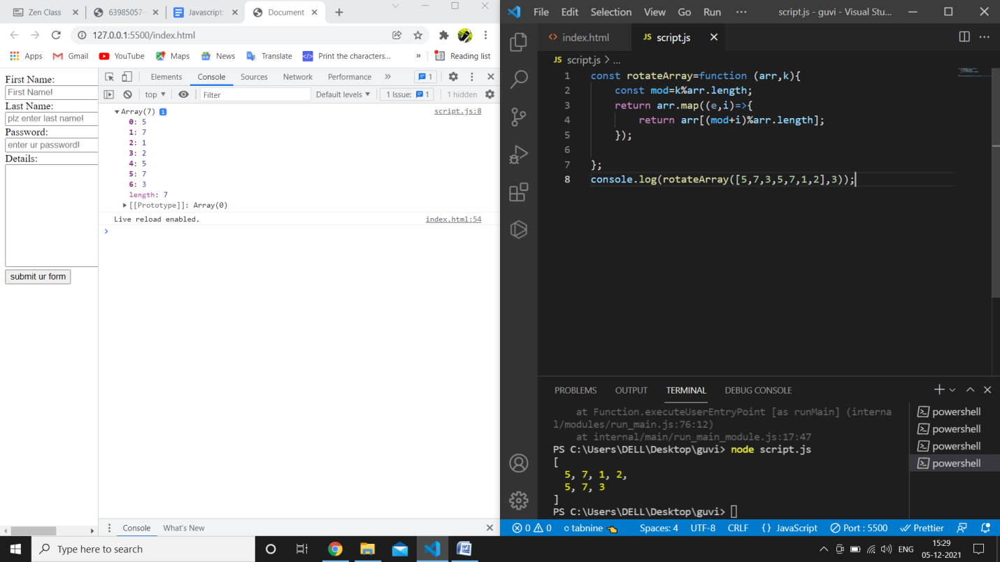 Zen Class
63985057-
Javascript:
Document
127.0.0.1:5500/index.html
Apps
Gmail
YouTube
Maps
News
Translate
Print the characters...
»
Reading list
First Name:
First Name!
Last Name:
plz enter last name!
Password:
enter ur password!
Details:
submit ur form
Elements
Console
Sources
Network
Performance
»
1
top
Filter
Default levels
1 Issue:
1
1 hidden
Array(7) i
script.js:8
0: 5
1: 7
2: 1
3: 2
4: 5
5: 7
6: 3
length: 7
[[Prototype]]: Array(0)
Live reload enabled.
index.html:54
Console
What's New
File
Edit
Selection
View
Go
Run
...
script.js - guvi - Visual Stu...
<> index.html
JS script.js
JS script.js > ...
1 const rotateArray=function (arr,k){
2 const mod=k%arr.length;
3 return arr.map((e,i)=>{
4 return arr[(mod+i)%arr.length];
5 });
6
7 };
8 console.log(rotateArray([5,7,3,5,7,1,2],3));
PROBLEMS
OUTPUT
TERMINAL
DEBUG CONSOLE
at Function.executeUserEntryPoint [as runMain] (interna
l/modules/run_main.js:76:12)
at internal/main/run_main_module.js:17:47
PS C:\Users\DELL\Desktop\guvi> node script.js
[
5, 7, 1, 2,
5, 7, 3
]
PS C:\Users\DELL\Desktop\guvi>
powershell
powershell
powershell
powershell
0
0
tabnine
Spaces: 4
UTF-8
CRLF
{ } JavaScript
Port : 5500
Prettier
Type here to search
ENG
15:29
05-12-2021